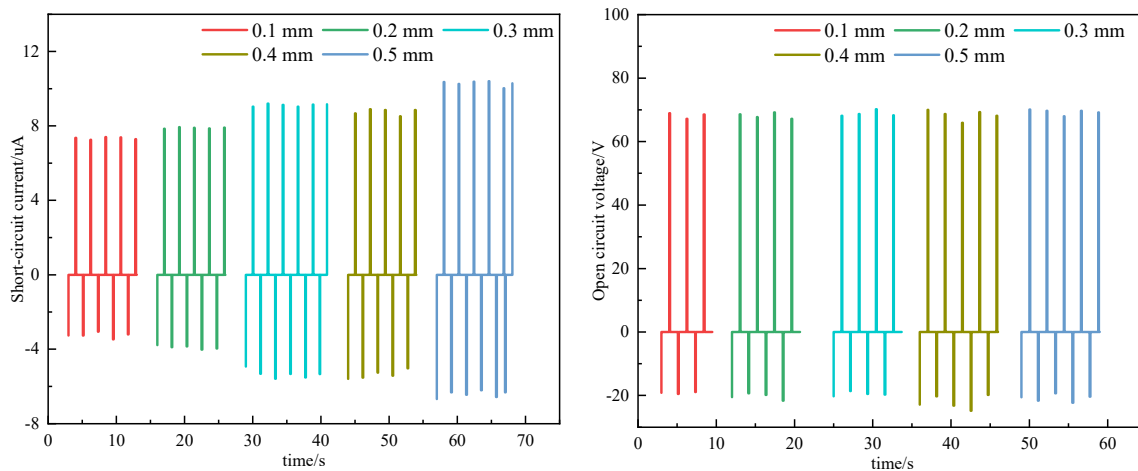 0.1 mm 0.2 mm 0.3 mm
0.4 mm 0.5 mm
12
8
4
0
-4
-8
Short-circuit current/uA
0 10 20 30 40 50 60 70
time/s
0.1 mm 0.2 mm 0.3 mm
0.4 mm 0.5 mm
100
80
60
40
20
0
-20
Open circuit voltage/V
0 10 20 30 40 50 60
time/s